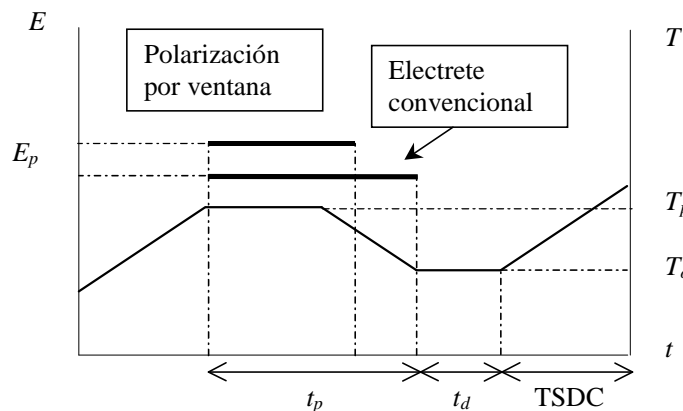 E
T
Polarización
por ventana
Electrete
convencional
E_p
T
T
t
t_p
t_d
TSDC